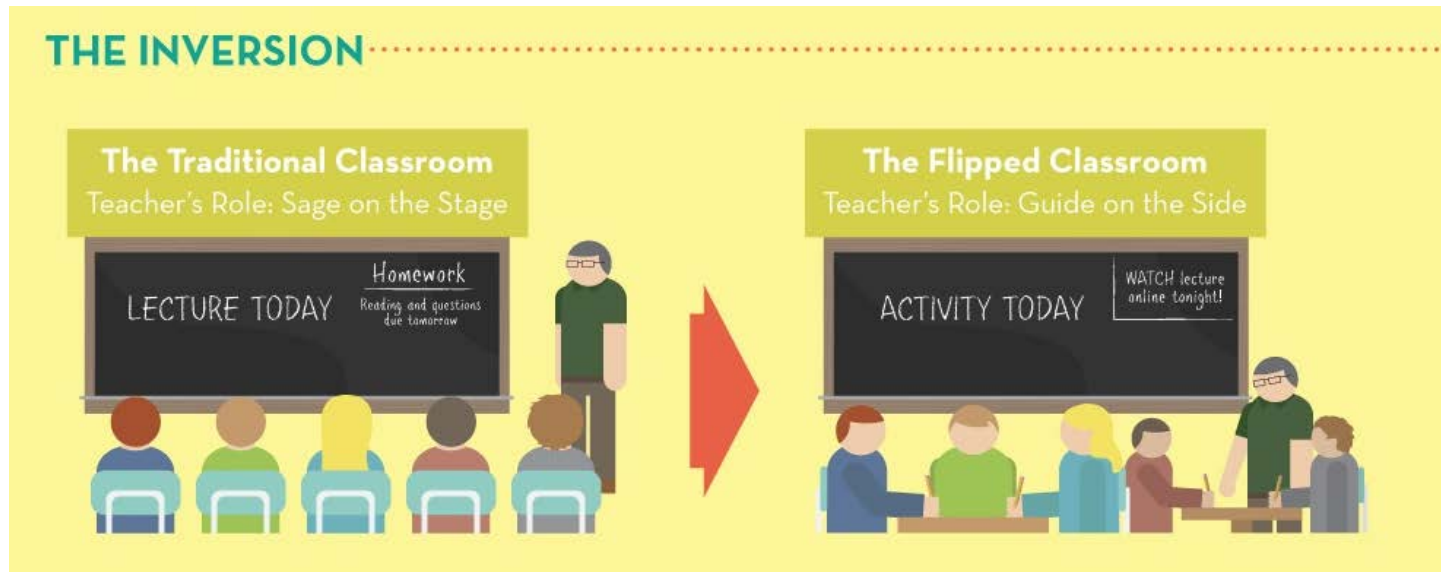 THE INVERSION
The Traditional Classroom
Teacher's Role: Sage on the Stage
LECTURE TODAY
Homework
Reading and questions
due tomorrow
The Flipped Classroom
Teacher's Role: Guide on the Side
ACTIVITY TODAY
WATCH lecture
online tonight!